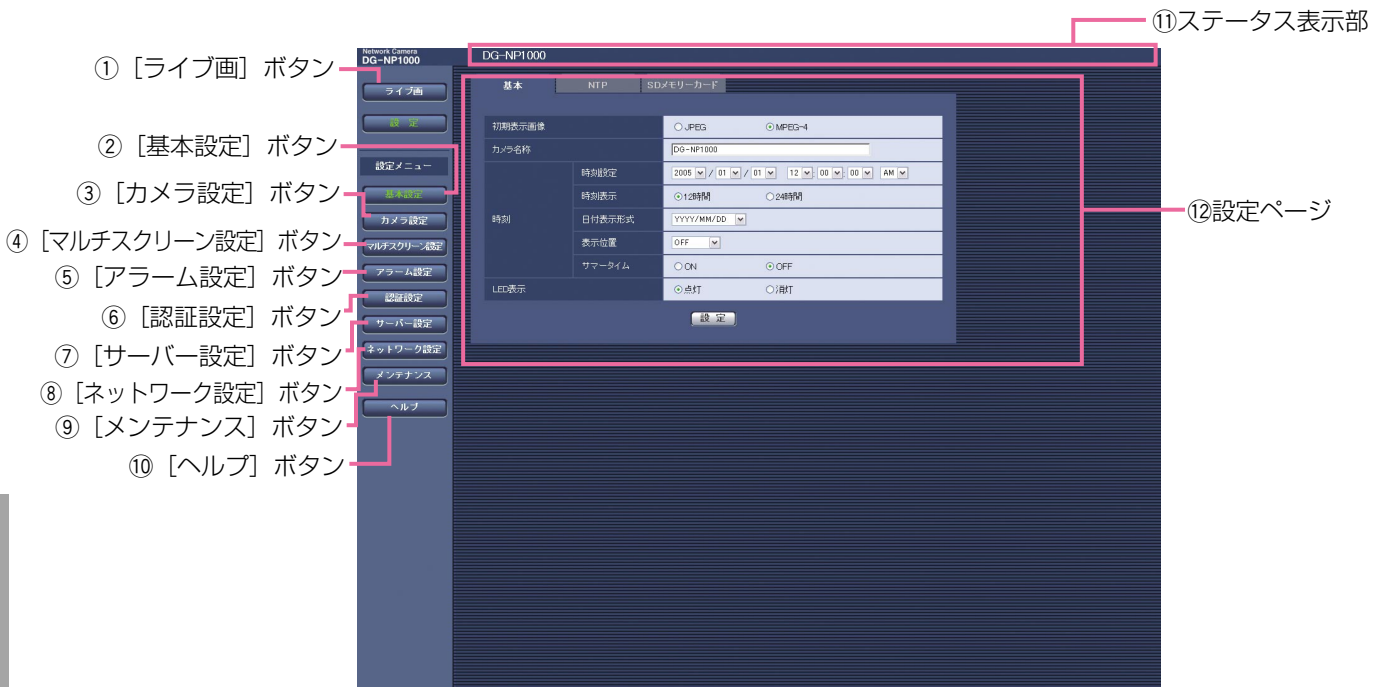 ⑪ステータス表示部
Network Camera
DG-NP1000
DG-NP1000
①［ライブ画］ボタン
ライブ画
基本
NTP
SDメモリーカード
設 定
初期表示画像
JPEG
MPEG-4
②［基本設定］ボタン
カメラ名称
DG-NP1000
設定メニュー
時刻
時刻設定
2005 / 01 / 01 12 : 00 : 00 AM
③［カメラ設定］ボタン
基本設定
時刻表示
12時間
24時間
⑫設定ページ
カメラ設定
日付表示形式
YYYY/MM/DD
④［マルチスクリーン設定］ボタン
マルチスクリーン設定
表示位置
OFF
⑤［アラーム設定］ボタン
アラーム設定
サマータイム
ON
OFF
LED表示
点灯
消灯
⑥［認証設定］ボタン
認証設定
設 定
⑦［サーバー設定］ボタン
サーバー設定
⑧［ネットワーク設定］ボタン
ネットワーク設定
⑨［メンテナンス］ボタン
メンテナンス
⑩［ヘルプ］ボタン
ヘルプ